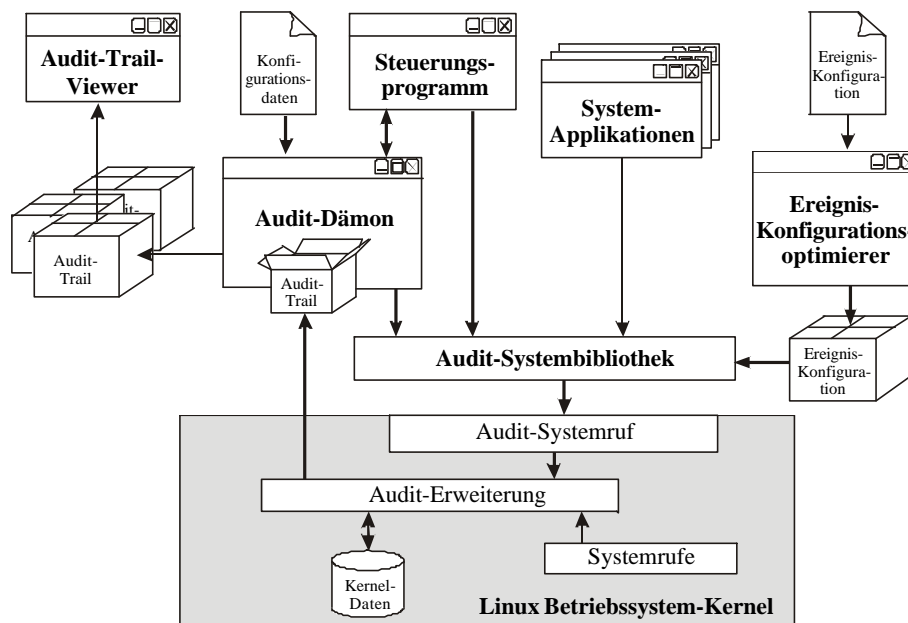 Audit-Trail-
Viewer
Konfi-
gurations-
daten
Steuerungs-
programm
System-
Applikationen
Ereignis-
Konfigura-
tion
Audit-Dämon
Ereignis-
Konfigurations-
optimierer
Audit-
Trail
Audit-
Trail
Audit-Systembibliothek
Ereignis-
Konfigura-
tion
Audit-Systemruf
Audit-Erweiterung
Systemrufe
Kernel-
Daten
Linux Betriebssystem-Kernel